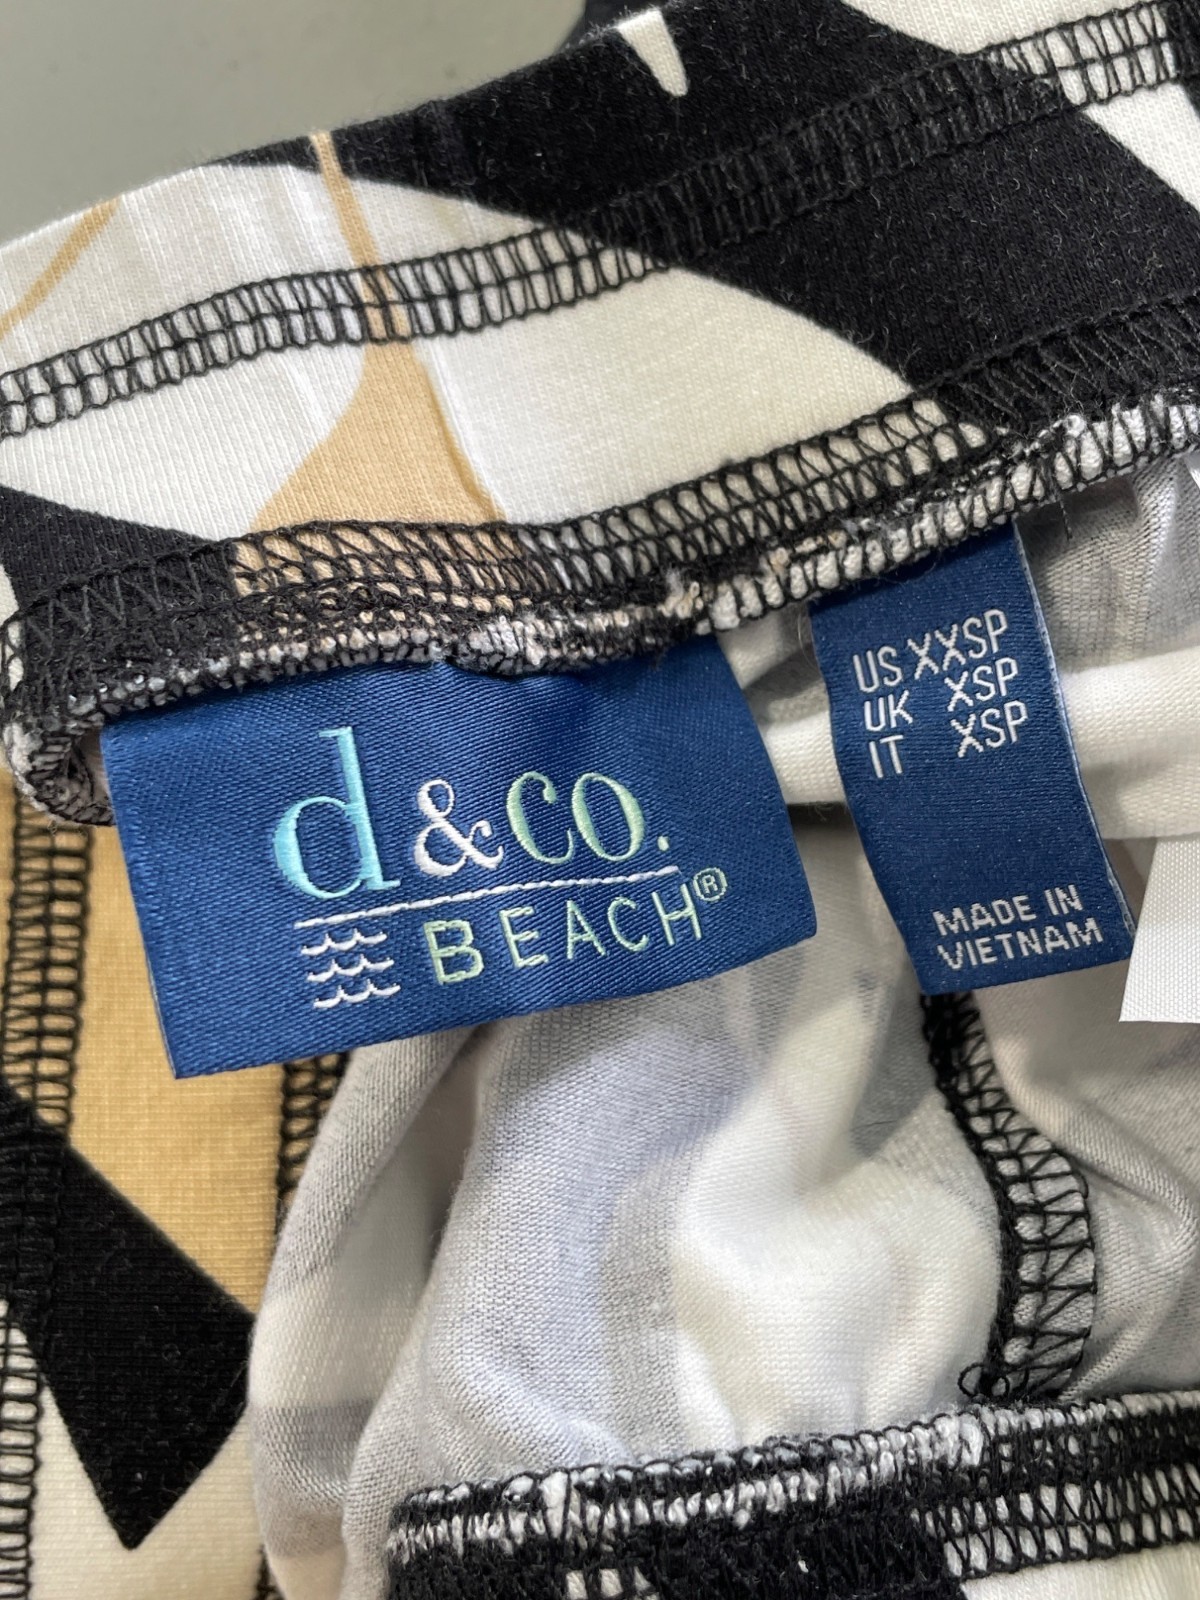 d&co.
BEACH®
US XXSP
UK XSP
IT XSP
MADE IN
VIETNAM